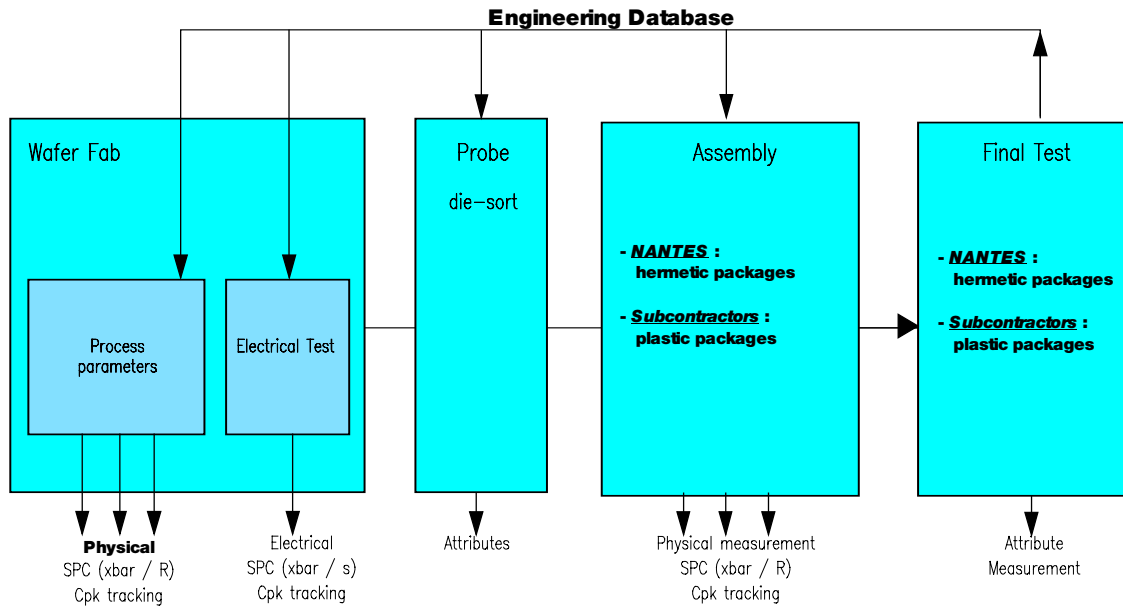 Engineering Database
Wafer Fab
Process
parameters
Electrical Test
Probe
die-sort
Assembly
- NANTES :
hermetic packages
- Subcontractors :
plastic packages
Final Test
- NANTES :
hermetic packages
- Subcontractors :
plastic packages
Physical
SPC (xbar / R)
Cpk tracking
Electrical
SPC (xbar / s)
Cpk tracking
Attributes
Physical measurement
SPC (xbar / R)
Cpk tracking
Attribute
Measurement